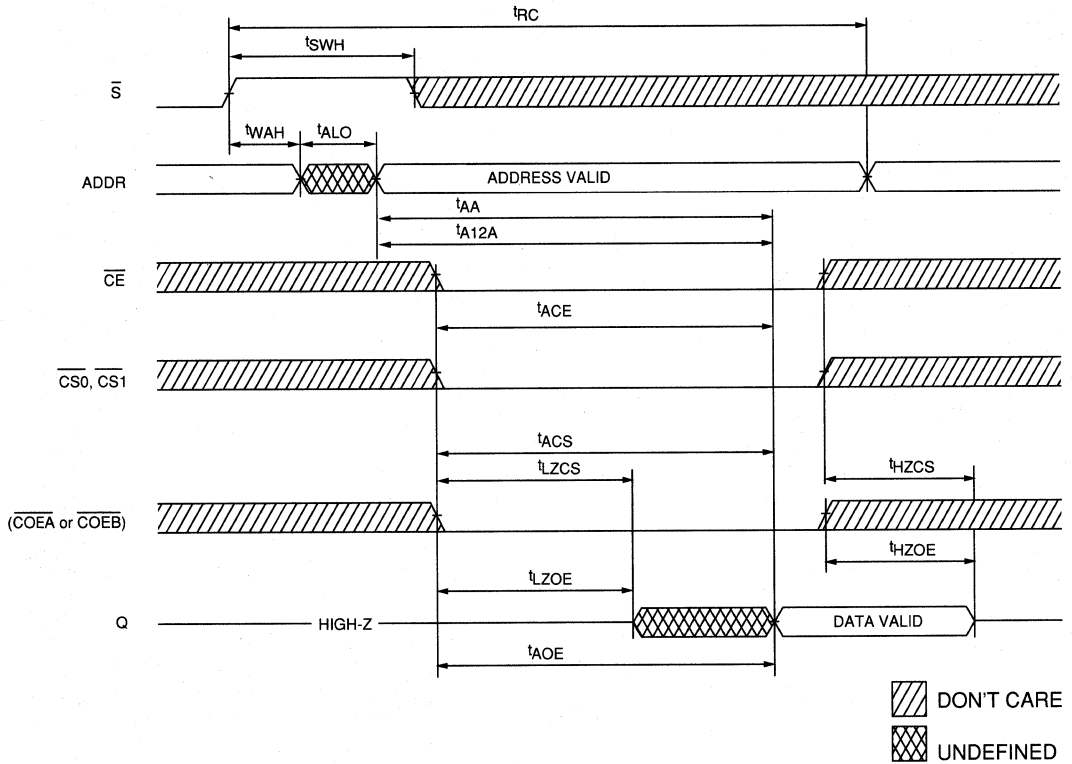 tRC
tSWH
S
tWAH
tALO
ADDR
ADDRESS VALID
tAA
tA12A
CE
tACE
CS0, CS1
tACS
tLZCS
tHZCS
(COEA or COEB)
tHZOE
tLZOE
Q
HIGH-Z
DATA VALID
tAOE
DON'T CARE
UNDEFINED